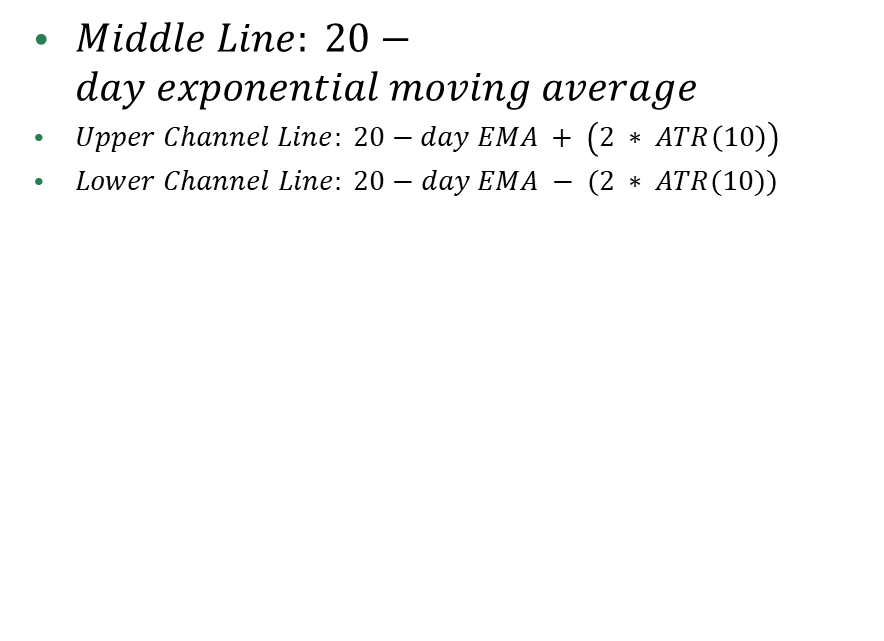 • Middle Line: 20 −
day exponential moving average
• Upper Channel Line: 20 − day EMA + (2 * ATR(10))
• Lower Channel Line: 20 − day EMA − (2 * ATR(10))